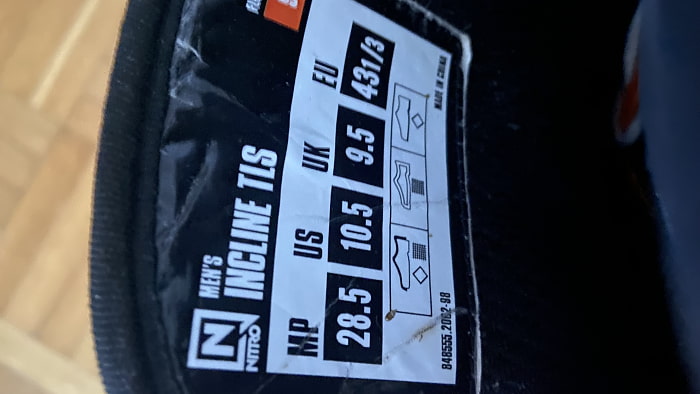 MEN'S
INCLINE TLS
N
NITRO
MP US UK EU
28.5 10.5 9.5 43 1/3
848555.2062-98
MADE IN CHINA